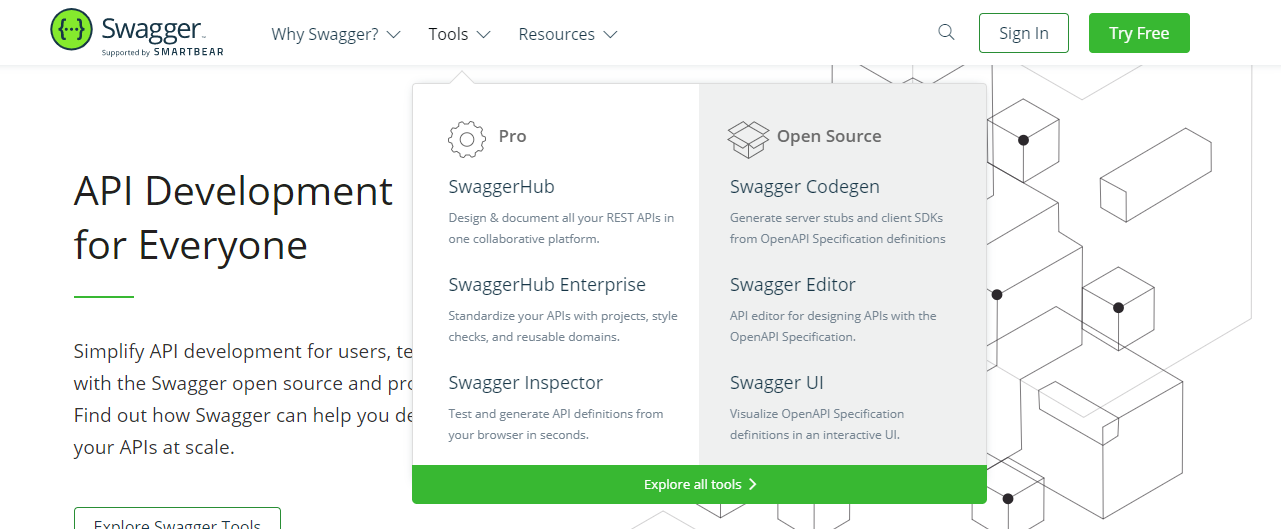 Swagger
Supported by SMARTBEAR
Why Swagger?
Tools
Resources
Sign In
Try Free
API Development
for Everyone
Simplify API development for users, te
with the Swagger open source and pro
Find out how Swagger can help you de
your APIs at scale.
Explore Swagger Tools
Pro
SwaggerHub
Design & document all your REST APIs in
one collaborative platform.
SwaggerHub Enterprise
Standardize your APIs with projects, style
checks, and reusable domains.
Swagger Inspector
Test and generate API definitions from
your browser in seconds.
Open Source
Swagger Codegen
Generate server stubs and client SDKs
from OpenAPI Specification definitions
Swagger Editor
API editor for designing APIs with the
OpenAPI Specification.
Swagger UI
Visualize OpenAPI Specification
definitions in an interactive UI.
Explore all tools